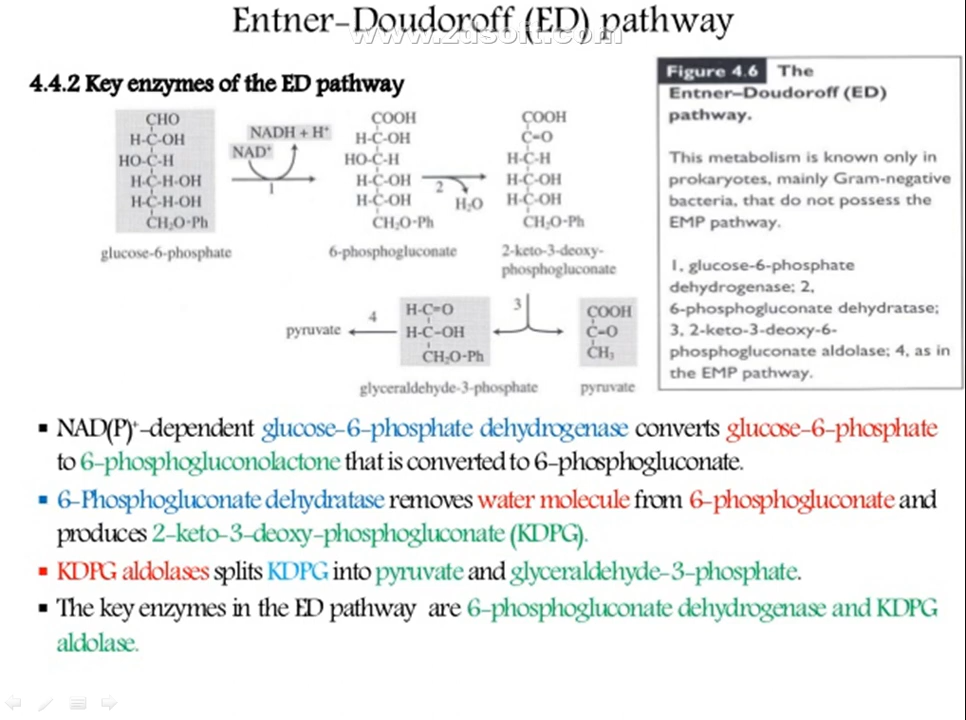 Entner-Doudoroff (ED) pathway
www.zdsoft.com
4.4.2 Key enzymes of the ED pathway
CHO
H-C-OH
HO-C-H
H-C-H-OH
H-C-H-OH
CH₂O-Ph
glucose-6-phosphate
NADH + H⁺
NAD⁺
1
COOH
H-C-OH
HO-C-H
H-C-OH
H-C-OH
CH₂O-Ph
6-phosphogluconate
2
H₂O
COOH
C=O
H-C-H
H-C-OH
H-C-OH
CH₂O-Ph
2-keto-3-deoxy-
phosphogluconate
3
pyruvate
4
H-C=O
H-C-OH
CH₂O-Ph
glyceraldehyde-3-phosphate
COOH
C=O
CH₃
pyruvate
Figure 4.6 The
Entner–Doudoroff (ED)
pathway.
This metabolism is known only in
prokaryotes, mainly Gram-negative
bacteria, that do not possess the
EMP pathway.
1, glucose-6-phosphate
dehydrogenase; 2,
6-phosphogluconate dehydratase;
3, 2-keto-3-deoxy-6-
phosphogluconate aldolase; 4, as in
the EMP pathway.
▪ NAD(P)⁺-dependent glucose-6-phosphate dehydrogenase converts glucose-6-phosphate
to 6-phosphogluconolactone that is converted to 6-phosphogluconate.
▪ 6-Phosphogluconate dehydratase removes water molecule from 6-phosphogluconate and
produces 2-keto-3-deoxy-phosphogluconate (KDPG).
▪ KDPG aldolases splits KDPG into pyruvate and glyceraldehyde-3-phosphate.
▪ The key enzymes in the ED pathway are 6-phosphogluconate dehydrogenase and KDPG
aldolase.